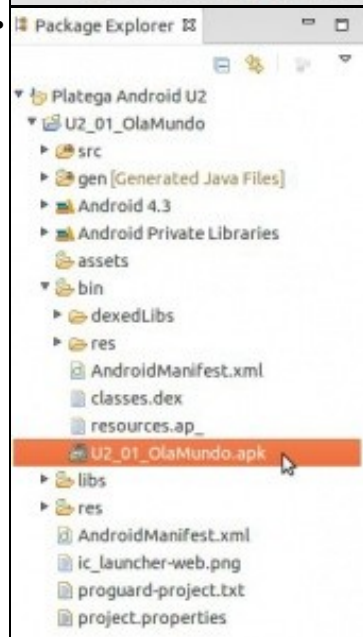 Package Explorer
Platega Android U2
U2_01_OlaMundo
src
gen [Generated Java Files]
Android 4.3
Android Private Libraries
assets
bin
dexedLibs
res
AndroidManifest.xml
classes.dex
resources.ap_
U2_01_OlaMundo.apk
libs
res
AndroidManifest.xml
ic_launcher-web.png
proguard-project.txt
project.properties